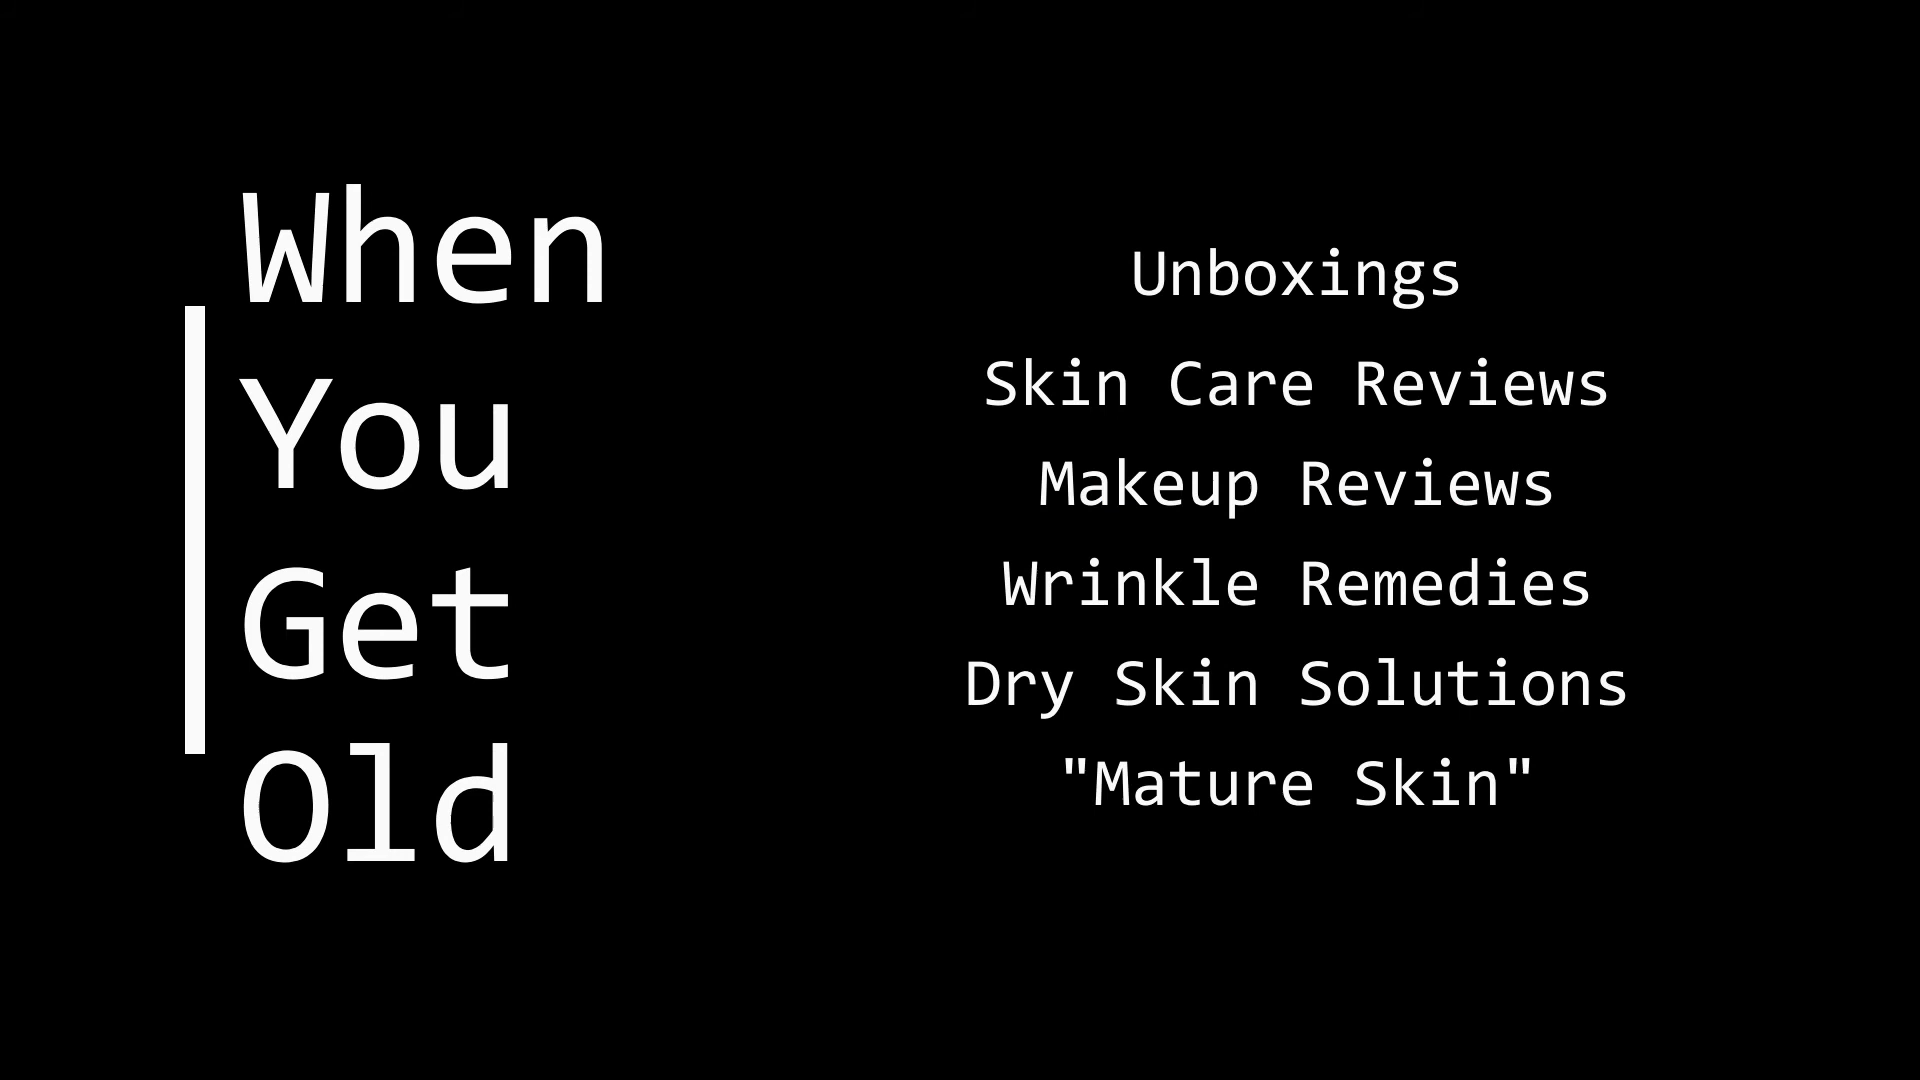 When
You
Get
Old
Unboxings
Skin Care Reviews
Makeup Reviews
Wrinkle Remedies
Dry Skin Solutions
"Mature Skin"